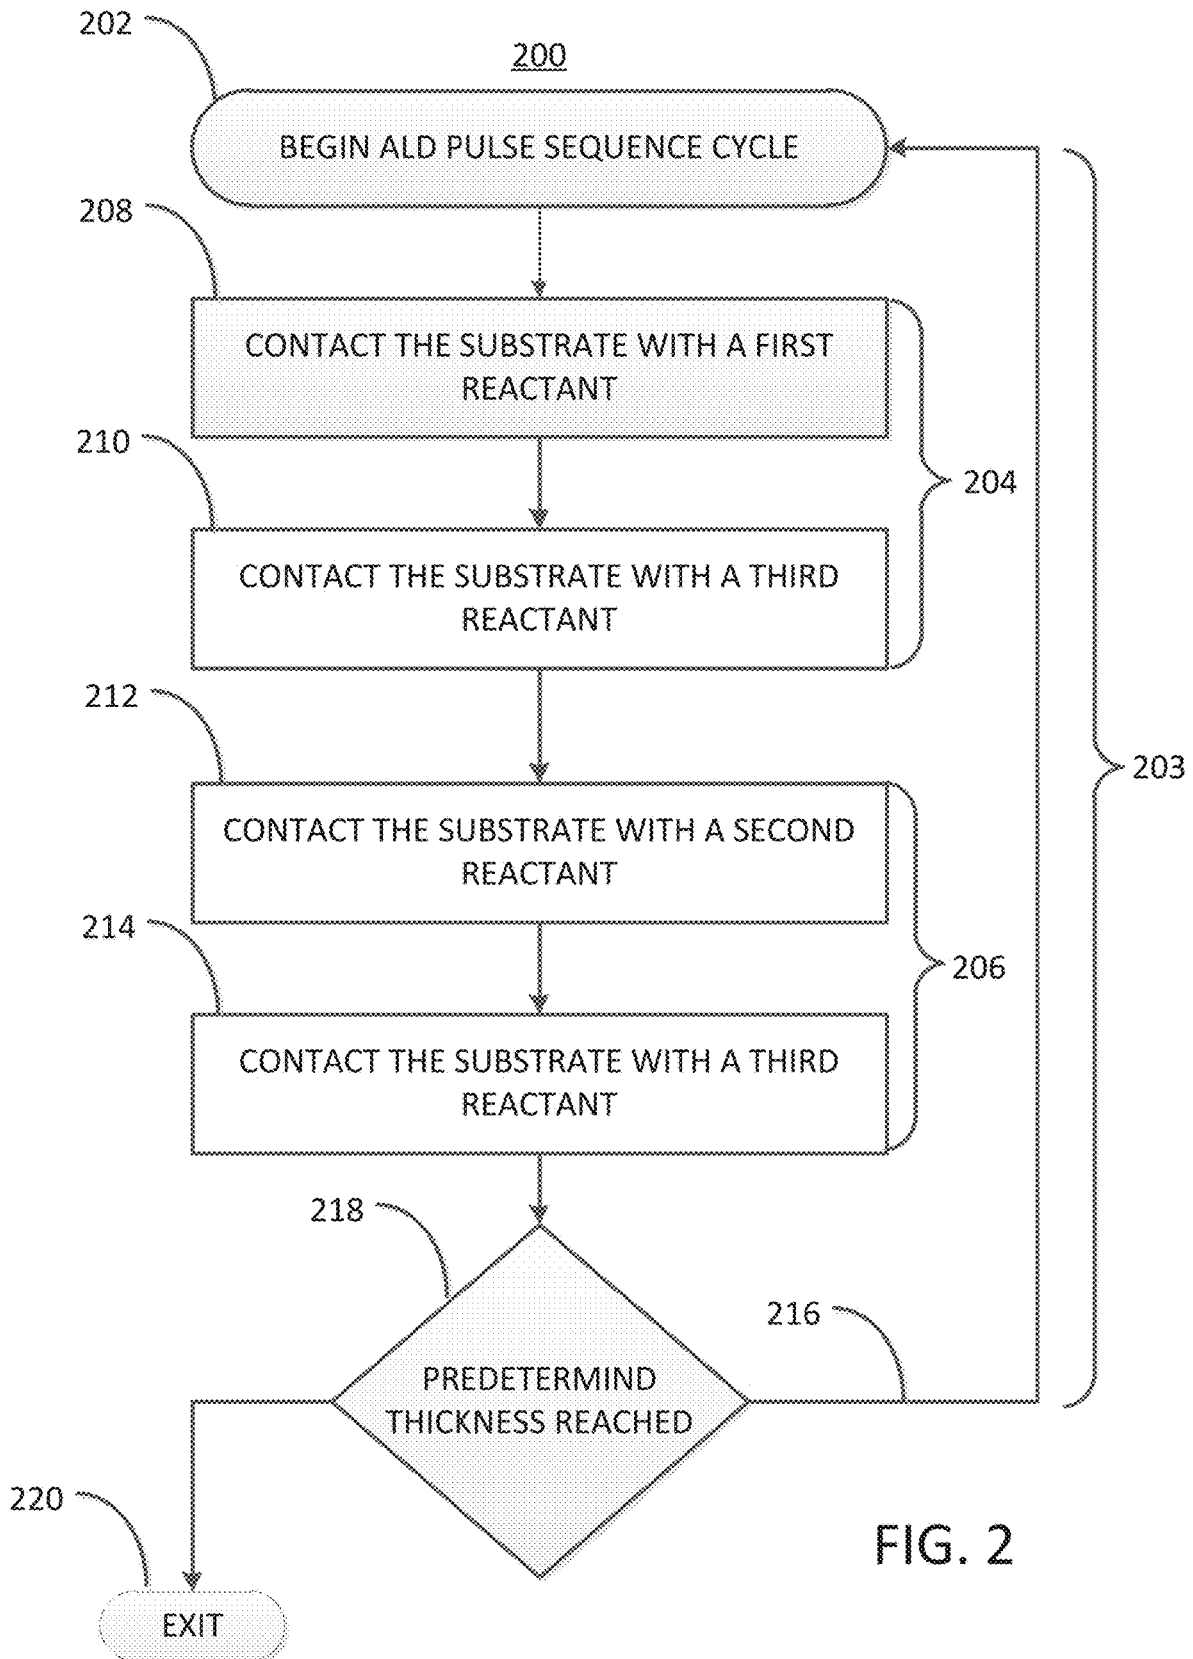 202
200
BEGIN ALD PULSE SEQUENCE CYCLE
208
CONTACT THE SUBSTRATE WITH A FIRST
REACTANT
210
204
CONTACT THE SUBSTRATE WITH A THIRD
REACTANT
212
203
CONTACT THE SUBSTRATE WITH A SECOND
REACTANT
214
206
CONTACT THE SUBSTRATE WITH A THIRD
REACTANT
218
216
PREDETERMIND
THICKNESS REACHED
220
FIG. 2
EXIT